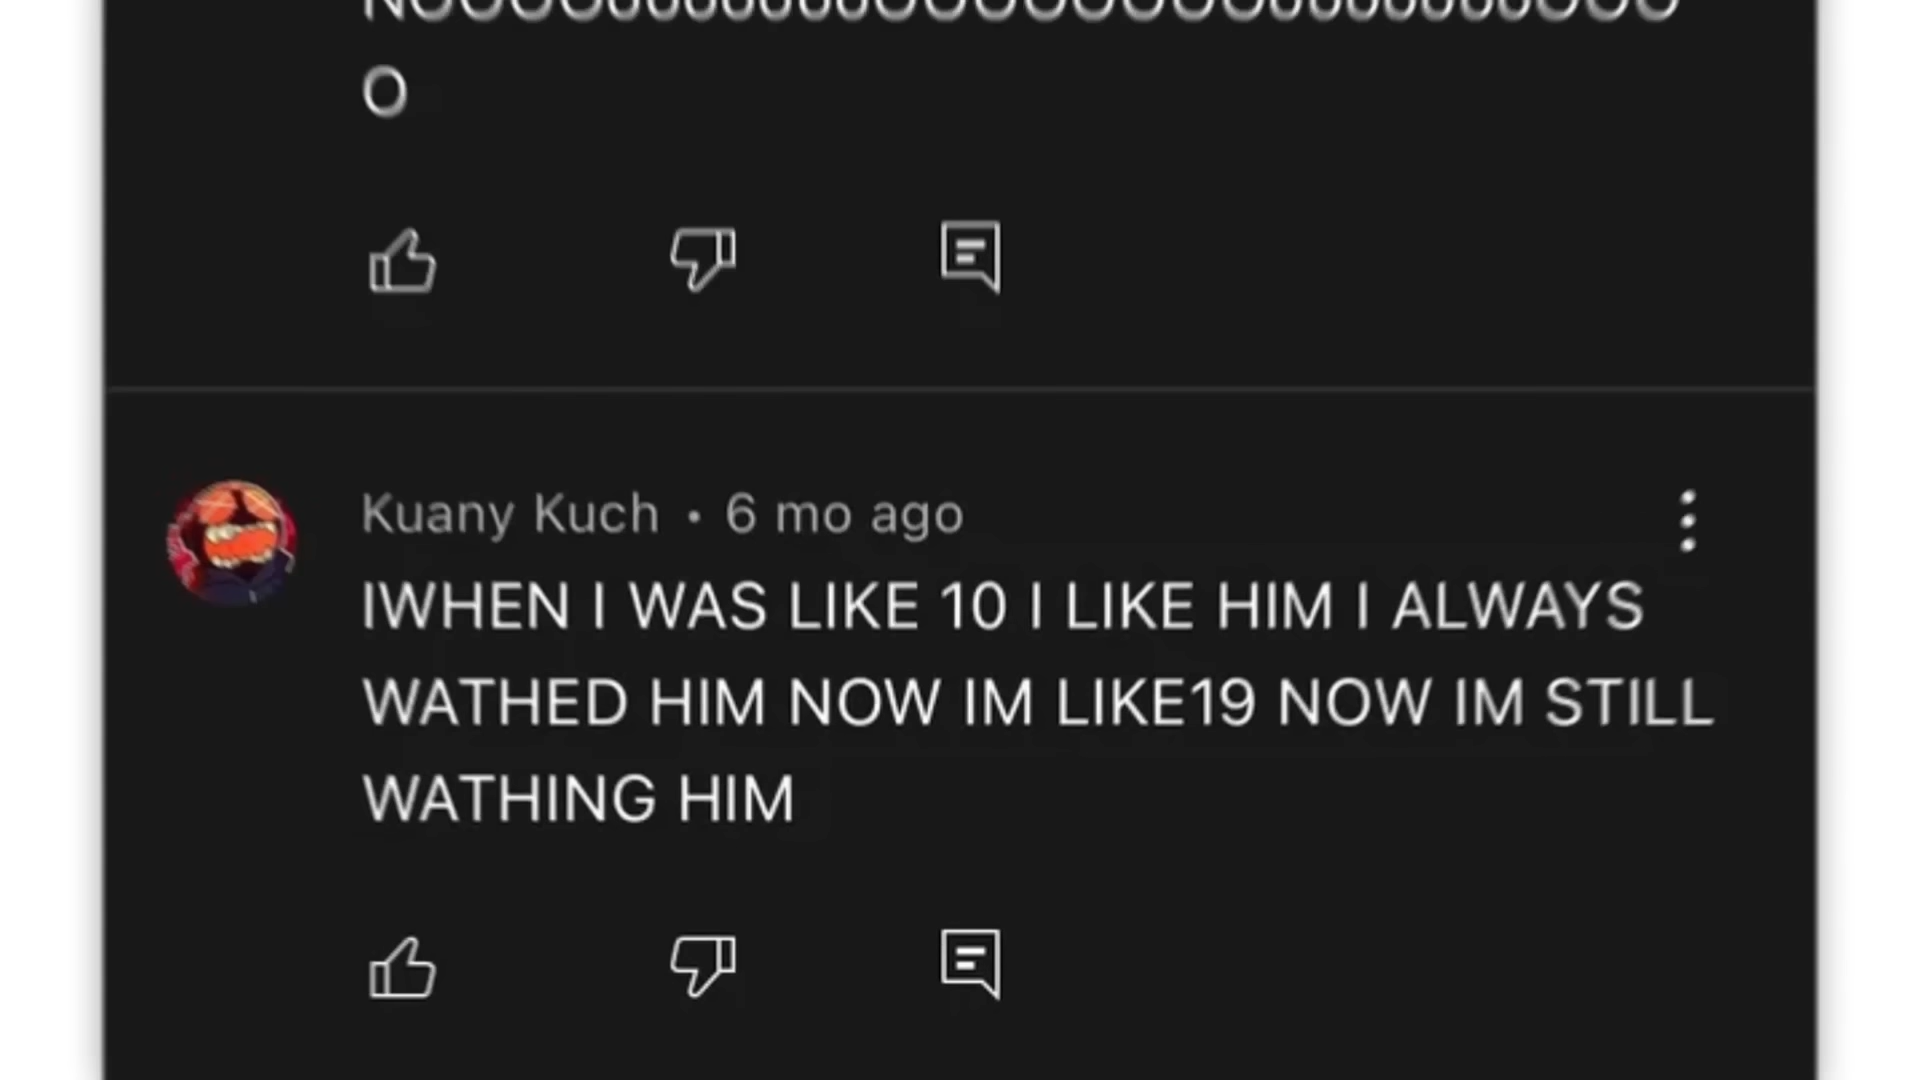 O
Kuany Kuch • 6 mo ago
IWHEN I WAS LIKE 10 I LIKE HIM I ALWAYS
WATHED HIM NOW IM LIKE19 NOW IM STILL
WATHING HIM